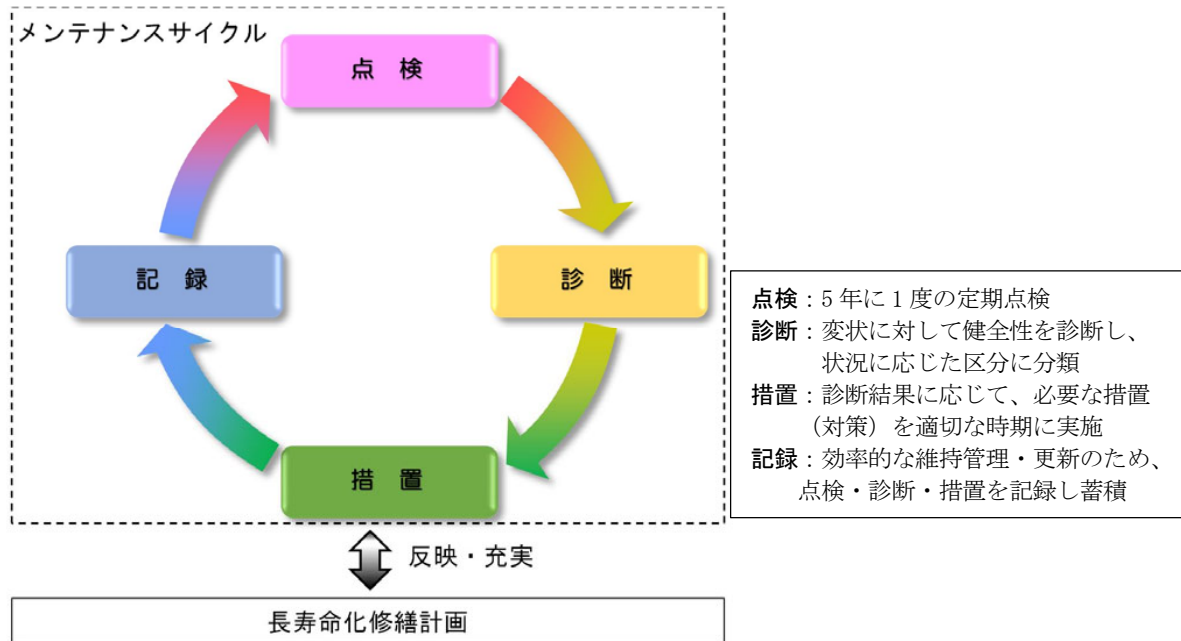 メンテナンスサイクル
点 検
診 断
措 置
記 録
点検:5年に1度の定期点検
診断:変状に対して健全性を診断し、
状況に応じた区分に分類
措置:診断結果に応じて、必要な措置
(対策)を適切な時期に実施
記録:効率的な維持管理・更新のため、
点検・診断・措置を記録し蓄積
反映・充実
長寿命化修繕計画